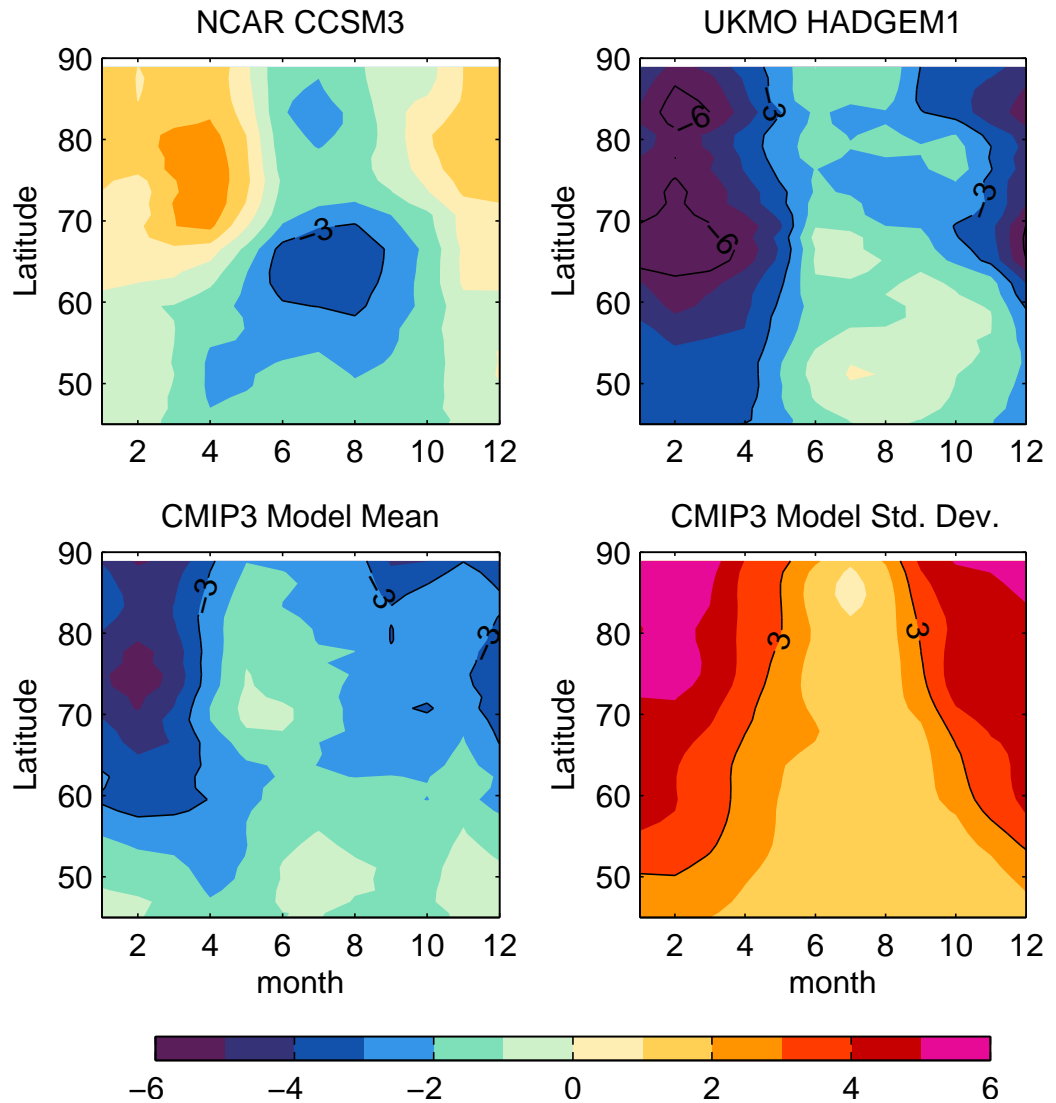 NCAR CCSM3
UKMO HADGEM1
90
80
70
60
50
Latitude
−3
2 4 6 8 10 12
90
80
70
60
50
Latitude
−6
−6
−3
−3
2 4 6 8 10 12
CMIP3 Model Mean
CMIP3 Model Std. Dev.
90
80
70
60
50
Latitude
−3
−3
−3
2 4 6 8 10 12
month
90
80
70
60
50
Latitude
3
3
2 4 6 8 10 12
month
−6 −4 −2 0 2 4 6